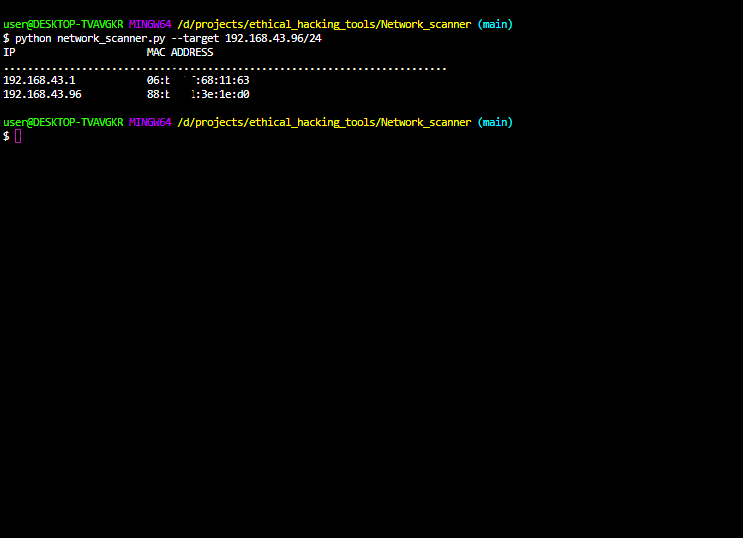 user@DESKTOP-TVAVGKR MINGW64 /d/projects/ethical_hacking_tools/Network_scanner (main)
$ python network_scanner.py --target 192.168.43.96/24
IP MAC ADDRESS
..........................................................................
192.168.43.1 06: :68:11:63
192.168.43.96 88: :3e:1e:d0
user@DESKTOP-TVAVGKR MINGW64 /d/projects/ethical_hacking_tools/Network_scanner (main)
$